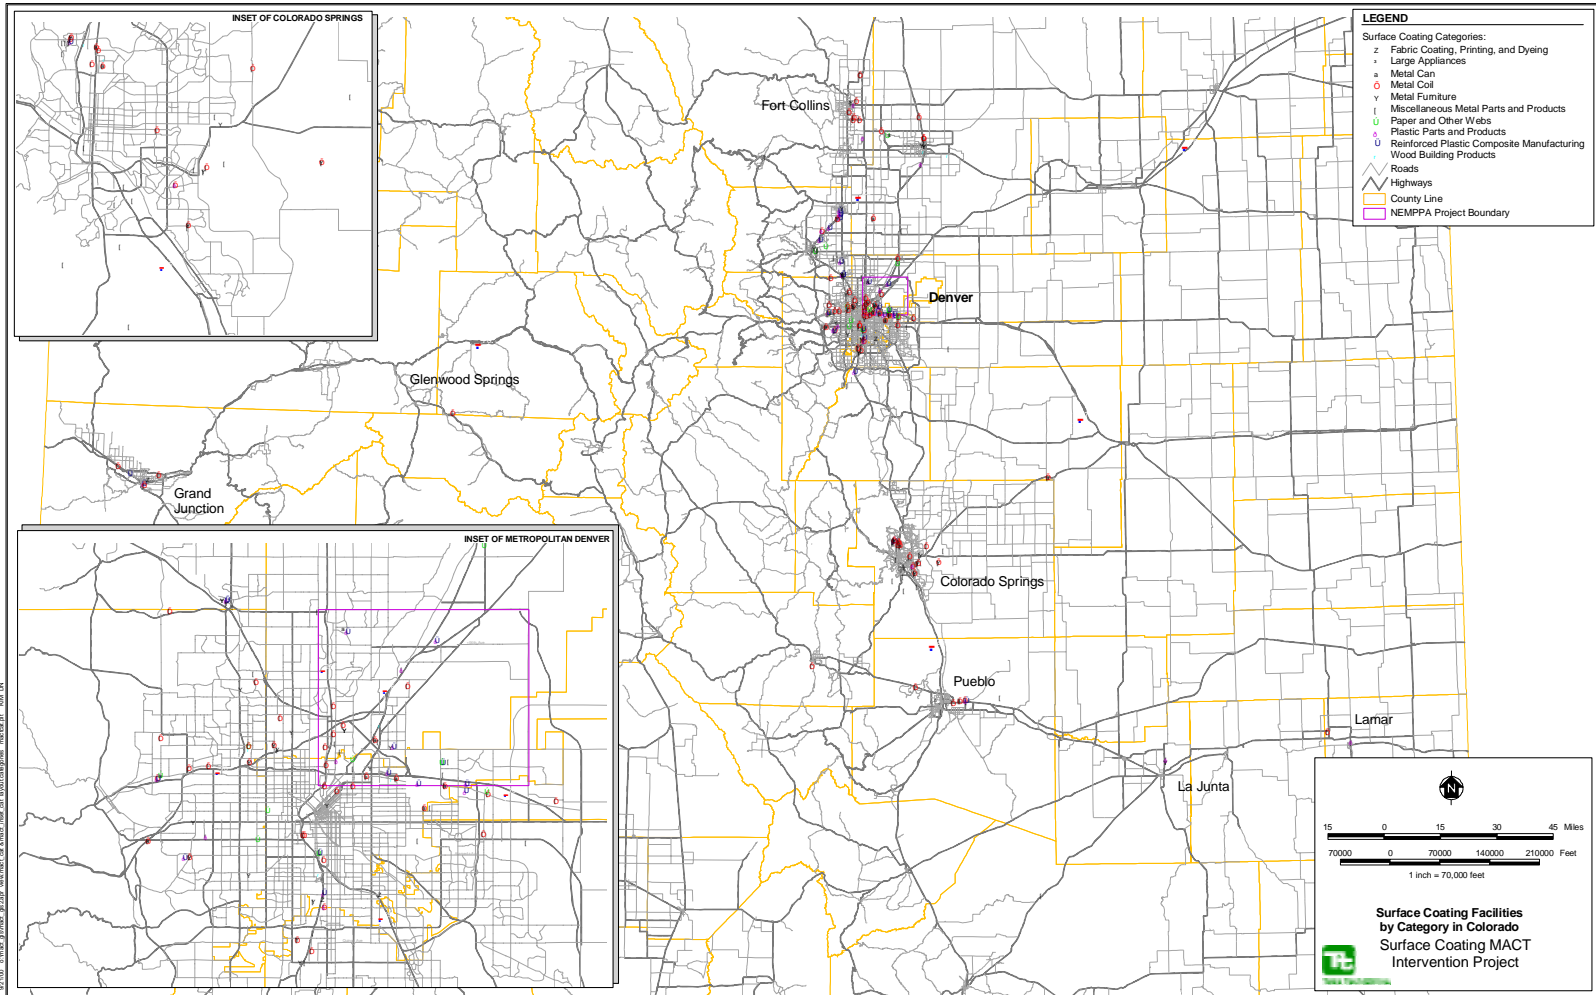 INSET OF COLORADO SPRINGS
LEGEND
Surface Coating Categories:
Z Fabric Coating, Printing, and Dyeing
Large Appliances
a Metal Can
Ö Metal Coil
Y Metal Furniture
[ Miscellaneous Metal Parts and Products
Ü Paper and Other Webs
Plastic Parts and Products
Ü Reinforced Plastic Composite Manufacturing
Wood Building Products
Roads
Highways
County Line
NEMPPA Project Boundary
Fort Collins
Denver
Glenwood Springs
Grand
Junction
INSET OF METROPOLITAN DENVER
Colorado Springs
Pueblo
Lamar
La Junta
N
15 0 15 30 45 Miles
70000 0 70000 140000 210000 Feet
1 inch = 70,000 feet
Surface Coating Facilities
by Category in Colorado
Surface Coating MACT
Intervention Project